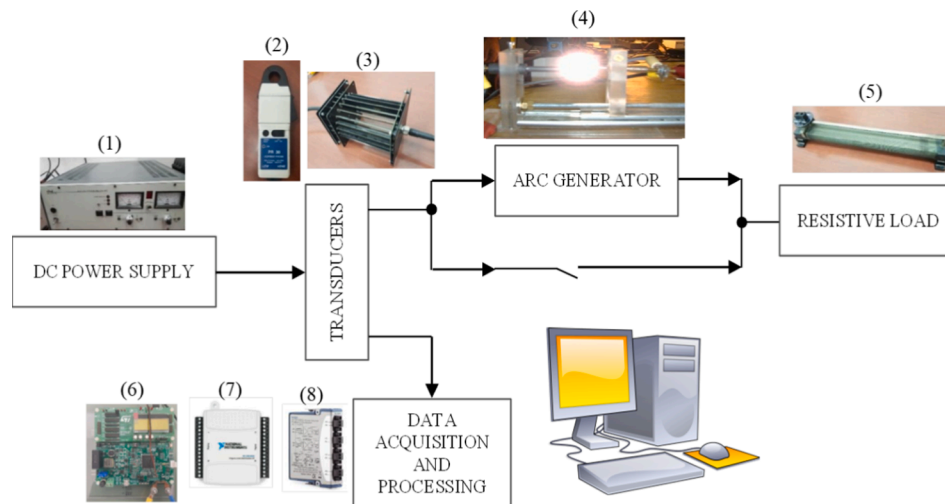 (4)
(2)
(3)
(5)
(1)
ARC GENERATOR
TRANSDUCERS
RESISTIVE LOAD
DC POWER SUPPLY
(6)
(7)
(8)
DATA
ACQUISITION
AND
PROCESSING